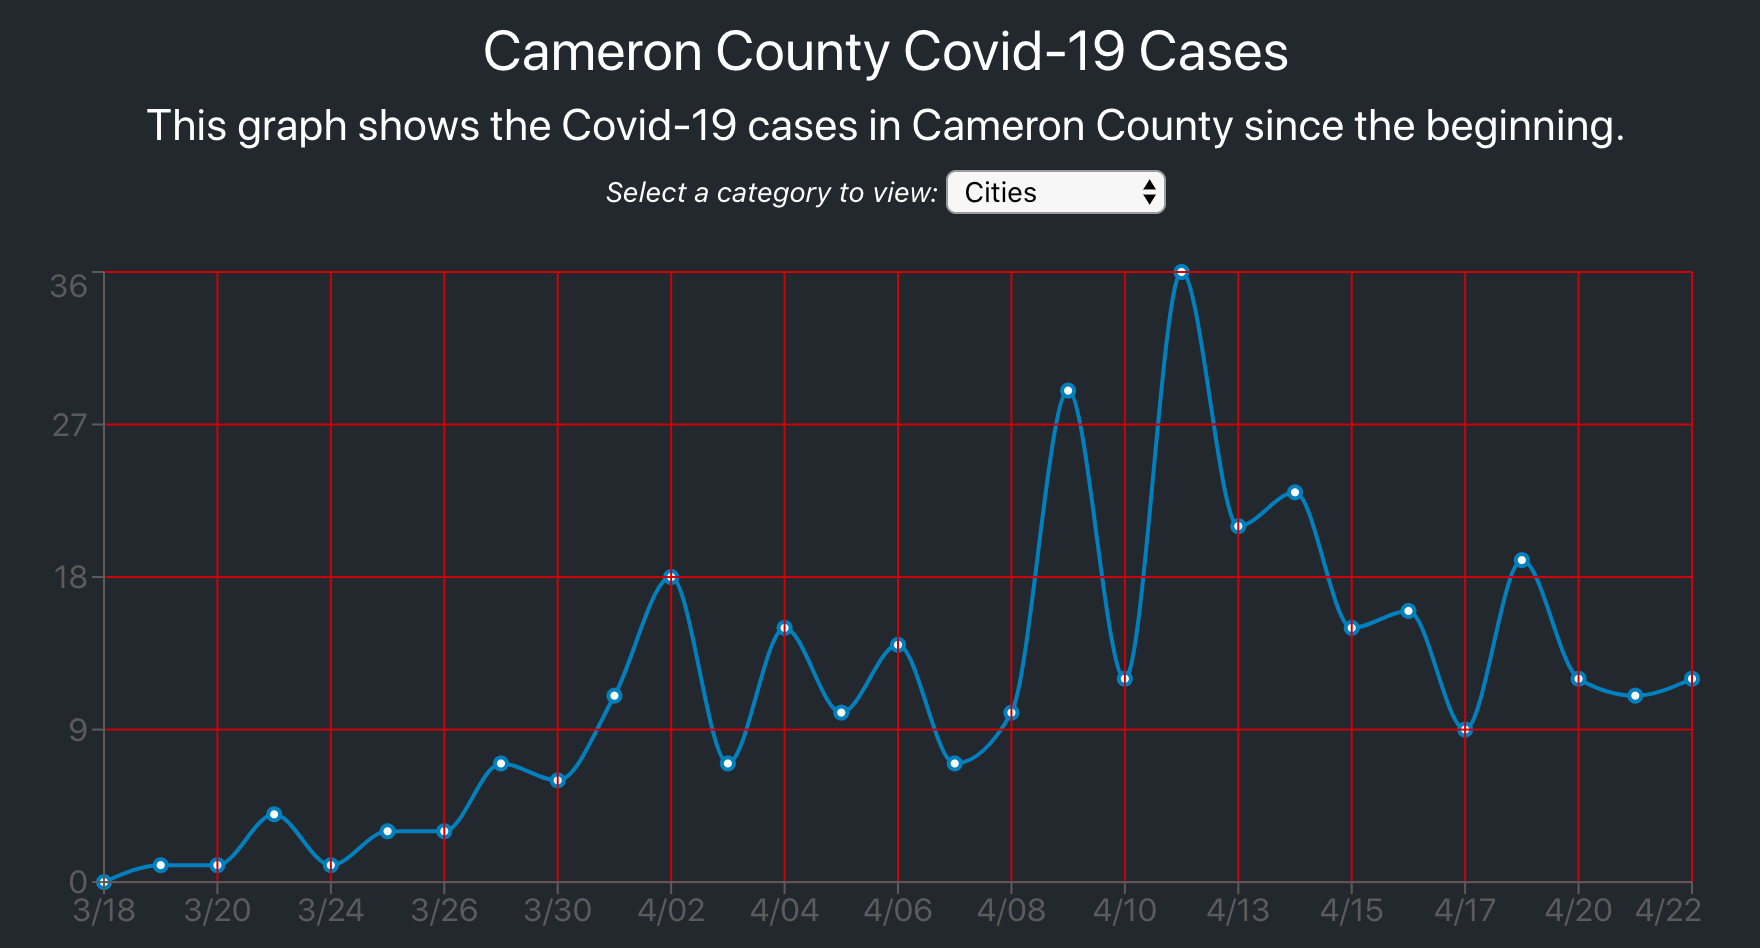 Cameron County Covid-19 Cases
This graph shows the Covid-19 cases in Cameron County since the beginning.
Select a category to view: Cities
36
27
18
9
0
3/18 3/20 3/24 3/26 3/30 4/02 4/04 4/06 4/08 4/10 4/13 4/15 4/17 4/20 4/22